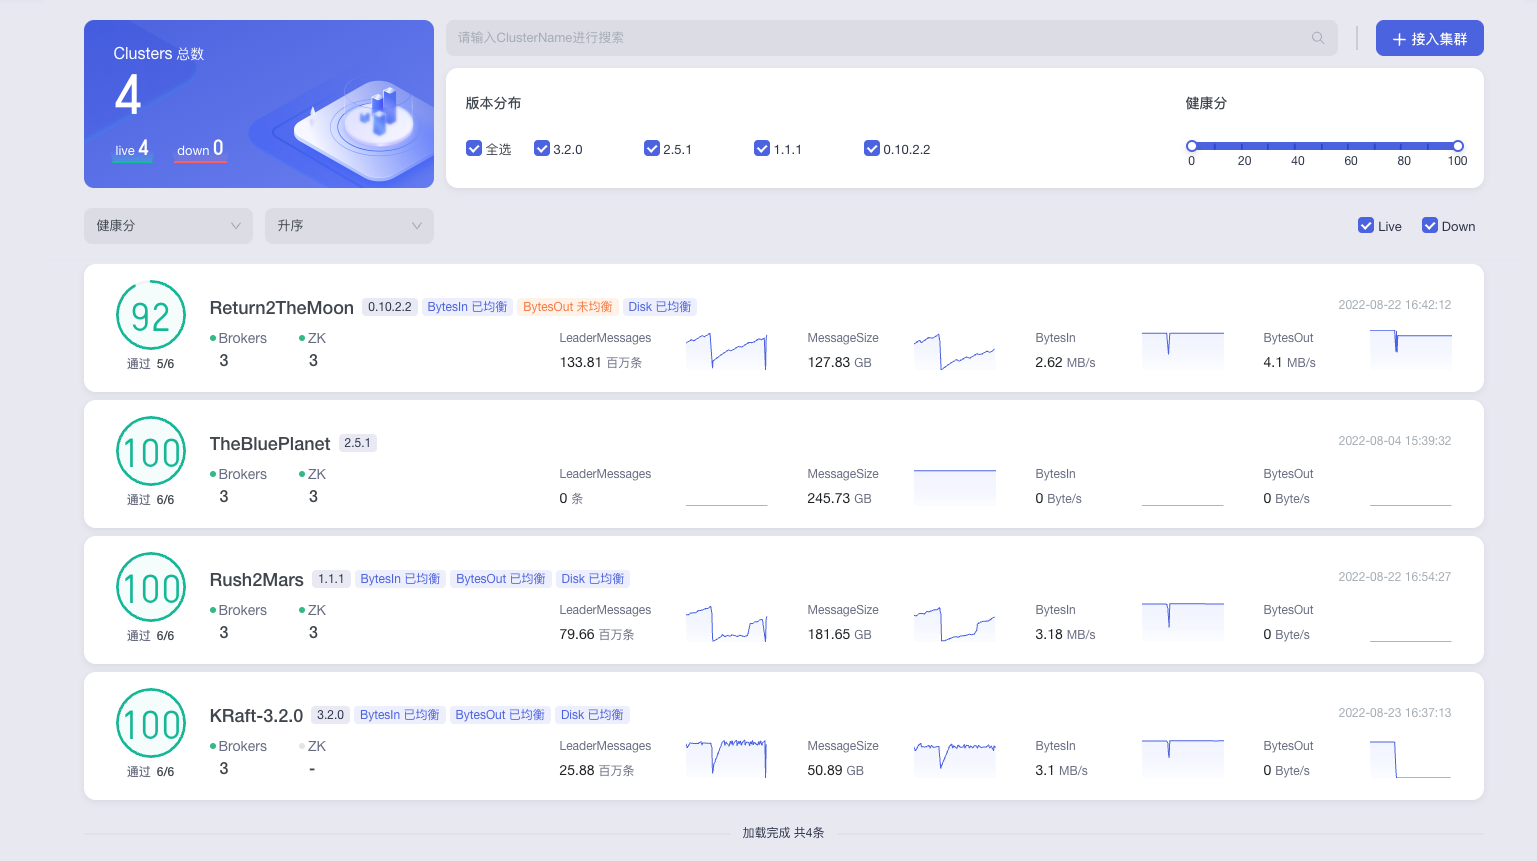 Clusters 总数
4
live 4 down 0
请输入ClusterName进行搜索
接入集群
版本分布
全选 3.2.0 2.5.1 1.1.1 0.10.2.2
健康分
0 20 40 60 80 100
健康分 升序
Live Down
92
通过 5/6
Return2TheMoon 0.10.2.2 BytesIn 已均衡 BytesOut 未均衡 Disk 已均衡
2022-08-22 16:42:12
Brokers ZK LeaderMessages MessageSize BytesIn BytesOut
3 3 133.81 百万条 127.83 GB 2.62 MB/s 4.1 MB/s
100
通过 6/6
TheBluePlanet 2.5.1
2022-08-04 15:39:32
Brokers ZK LeaderMessages MessageSize BytesIn BytesOut
3 3 0 条 245.73 GB 0 Byte/s 0 Byte/s
100
通过 6/6
Rush2Mars 1.1.1 BytesIn 已均衡 BytesOut 已均衡 Disk 已均衡
2022-08-22 16:54:27
Brokers ZK LeaderMessages MessageSize BytesIn BytesOut
3 3 79.66 百万条 181.65 GB 3.18 MB/s 0 Byte/s
100
通过 6/6
KRaft-3.2.0 3.2.0 BytesIn 已均衡 BytesOut 已均衡 Disk 已均衡
2022-08-23 16:37:13
Brokers ZK LeaderMessages MessageSize BytesIn BytesOut
3 - 25.88 百万条 50.89 GB 3.1 MB/s 0 Byte/s
加载完成 共4条